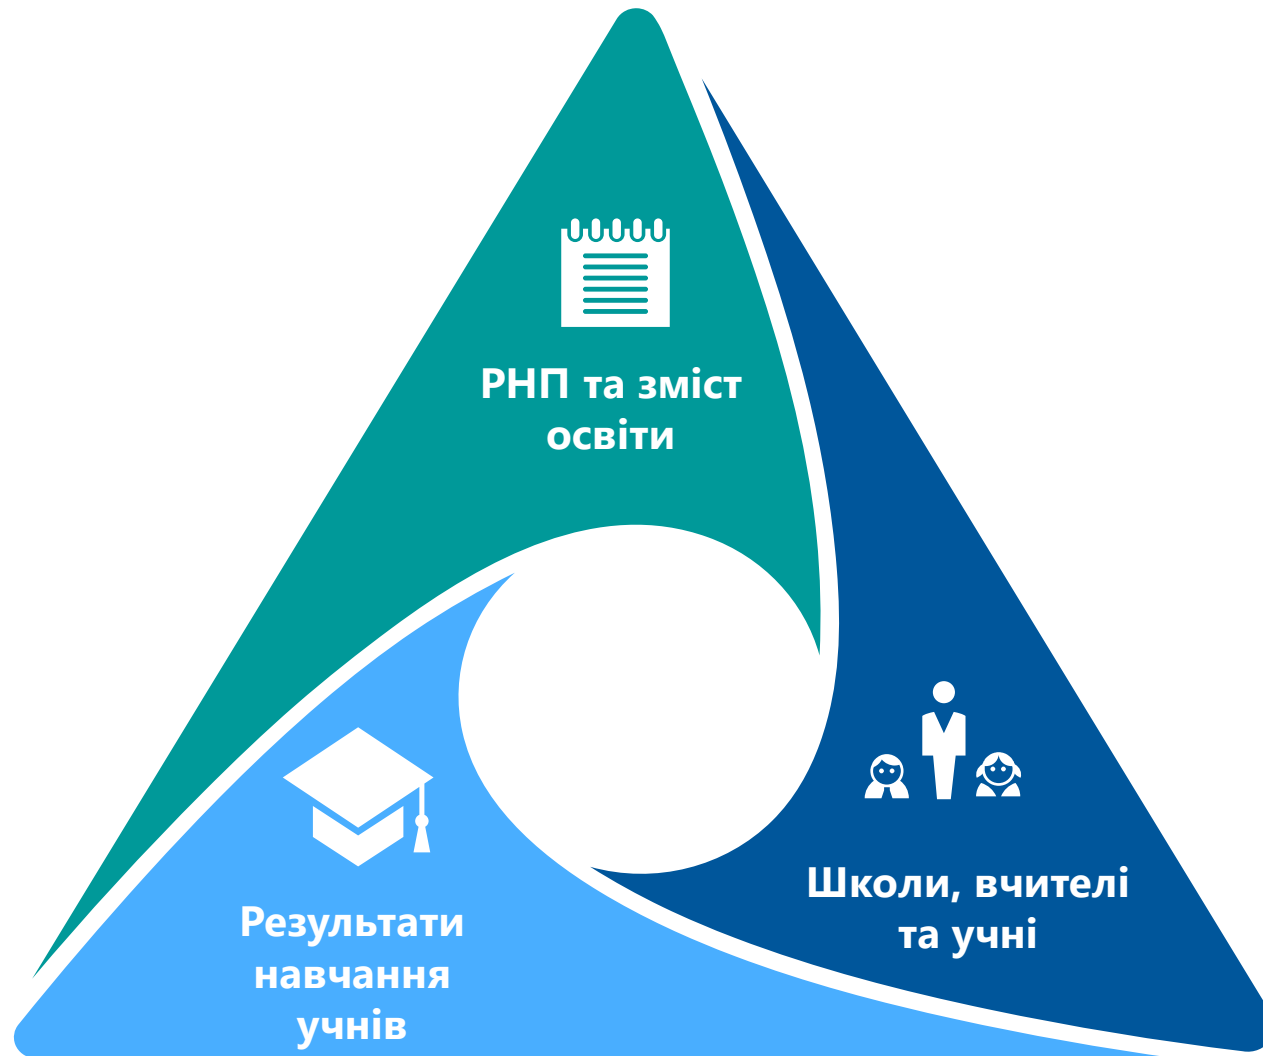 РНП та зміст
освіти
Школи, вчителі
та учні
Результати
навчання
учнів